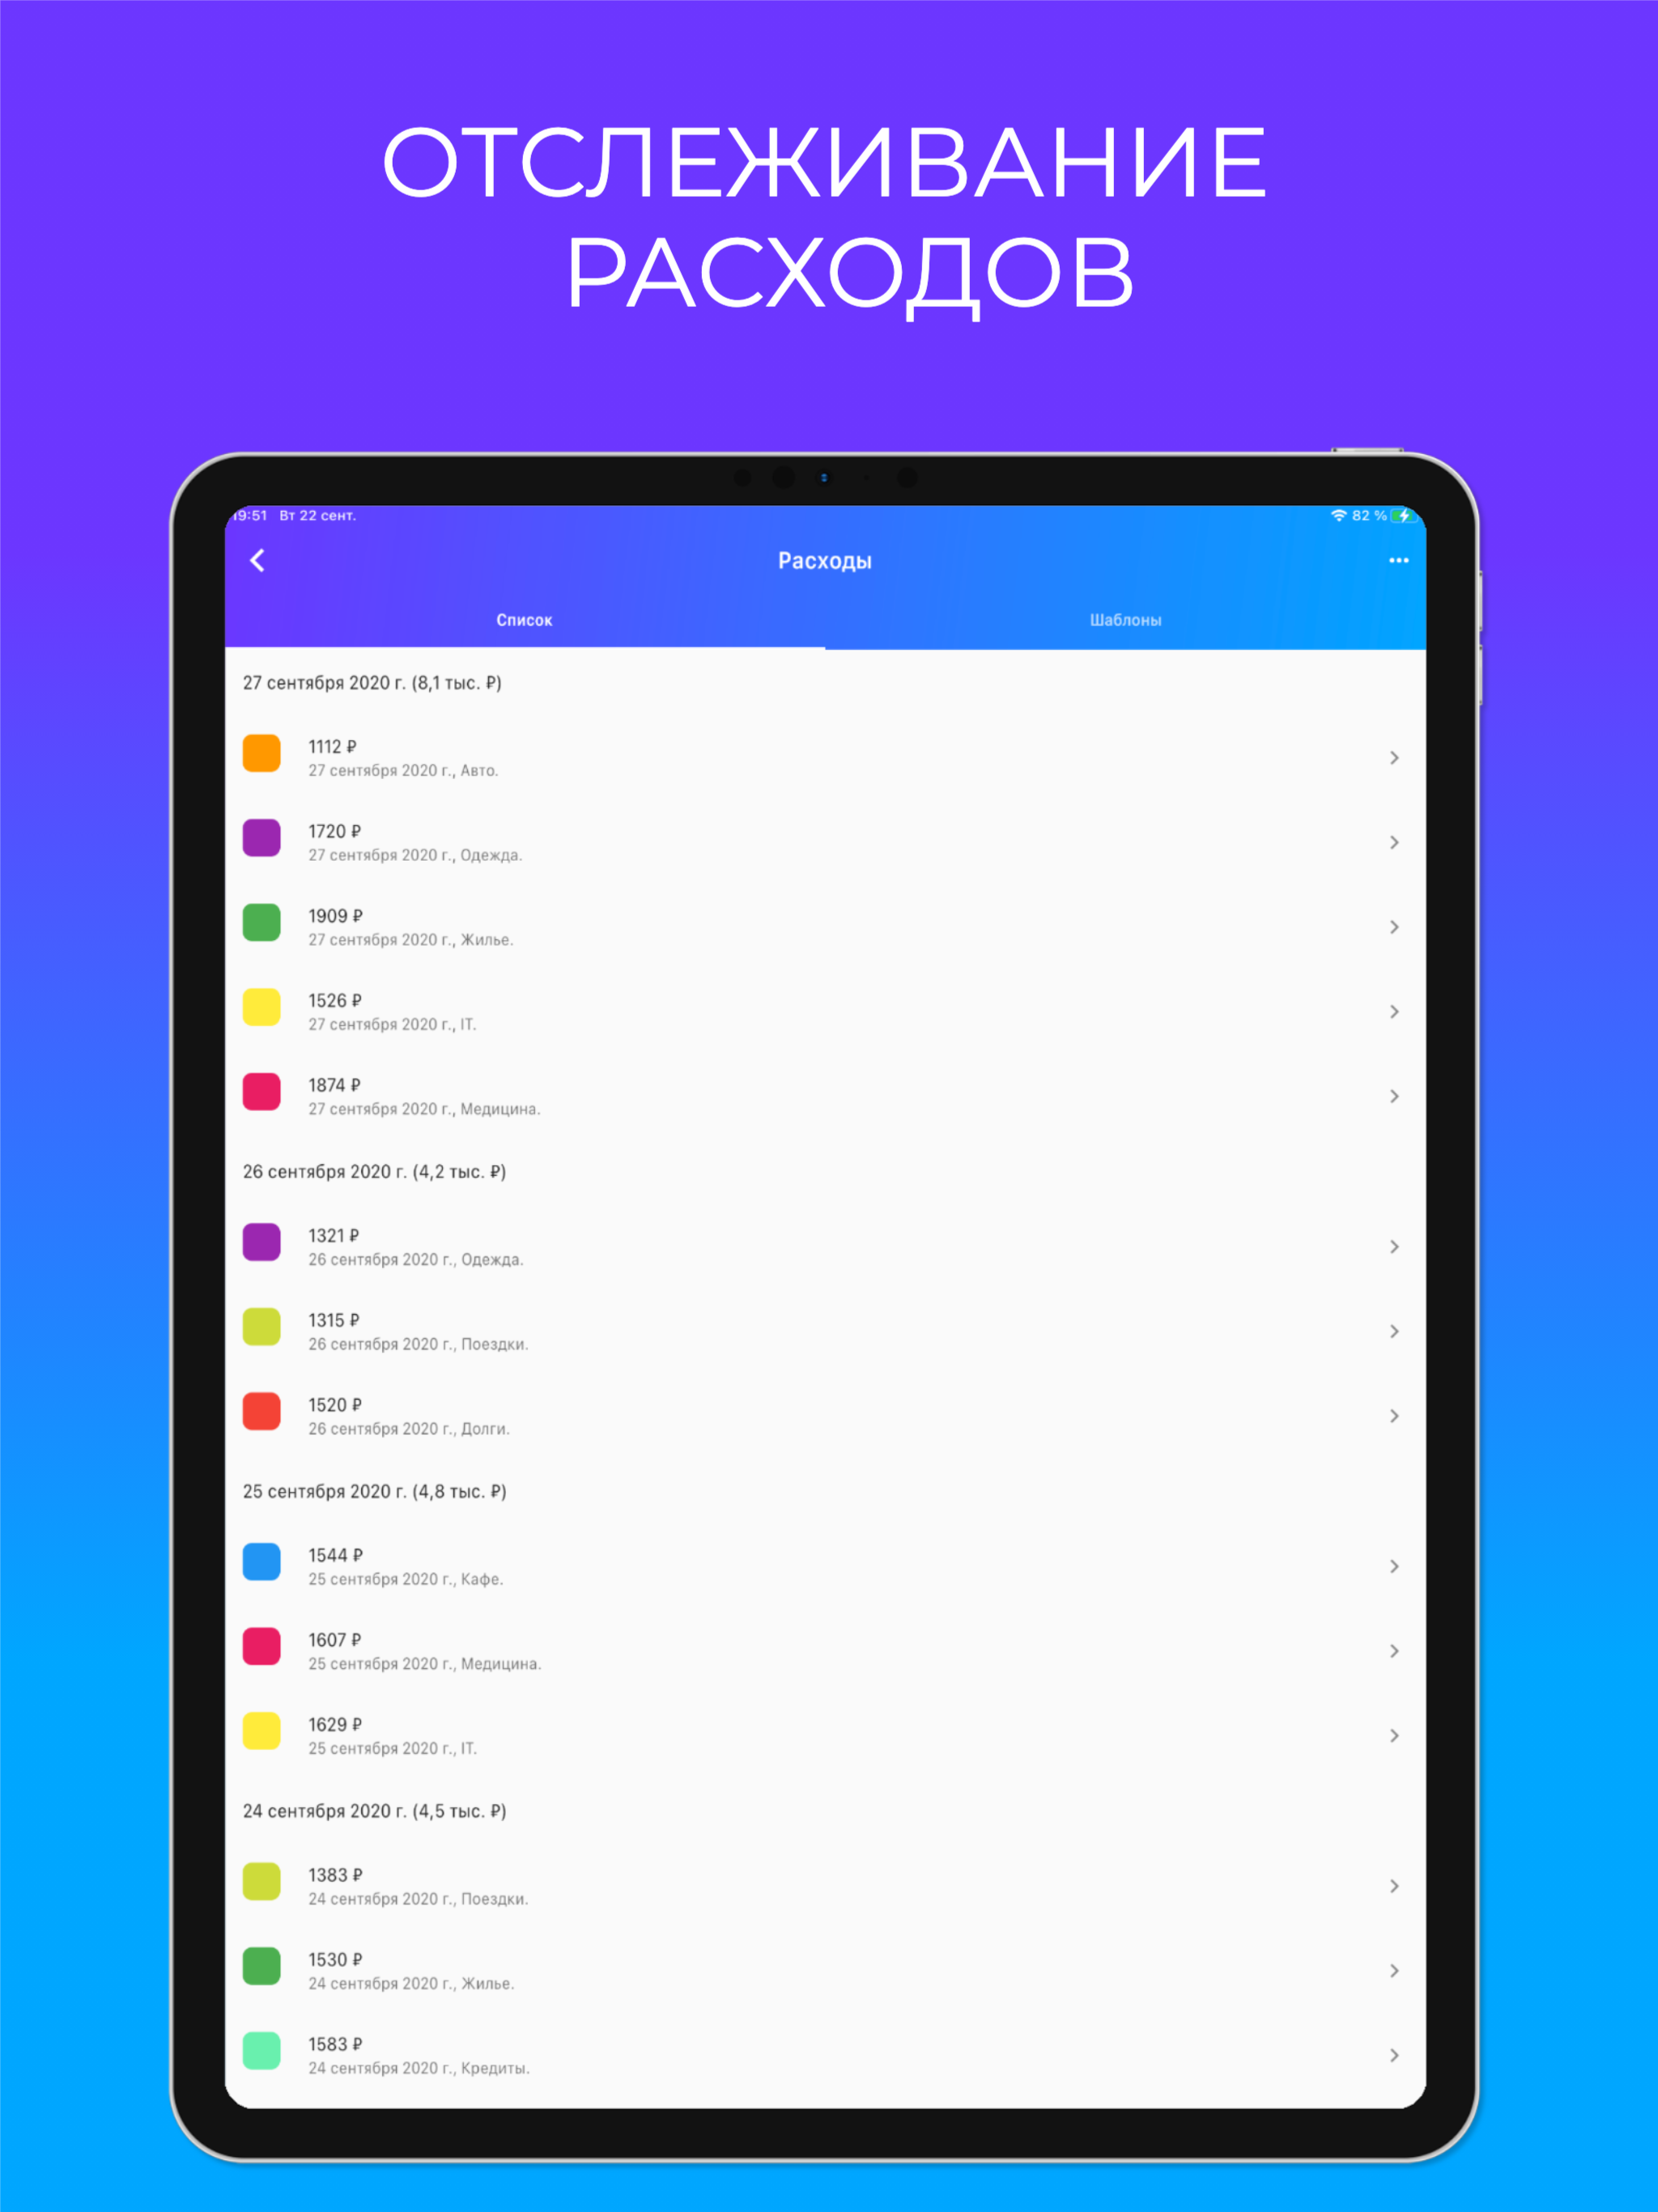 ОТСЛЕЖИВАНИЕ
РАСХОДОВ
19:51 Вт 22 сент. 82 %
Расходы
Список Шаблоны
27 сентября 2020 г. (8,1 тыс. ₽)
1112 ₽
27 сентября 2020 г., Авто.
1720 ₽
27 сентября 2020 г., Одежда.
1909 ₽
27 сентября 2020 г., Жилье.
1526 ₽
27 сентября 2020 г., IT.
1874 ₽
27 сентября 2020 г., Медицина.
26 сентября 2020 г. (4,2 тыс. ₽)
1321 ₽
26 сентября 2020 г., Одежда.
1315 ₽
26 сентября 2020 г., Поездки.
1520 ₽
26 сентября 2020 г., Долги.
25 сентября 2020 г. (4,8 тыс. ₽)
1544 ₽
25 сентября 2020 г., Кафе.
1607 ₽
25 сентября 2020 г., Медицина.
1629 ₽
25 сентября 2020 г., IT.
24 сентября 2020 г. (4,5 тыс. ₽)
1383 ₽
24 сентября 2020 г., Поездки.
1530 ₽
24 сентября 2020 г., Жилье.
1583 ₽
24 сентября 2020 г., Кредиты.